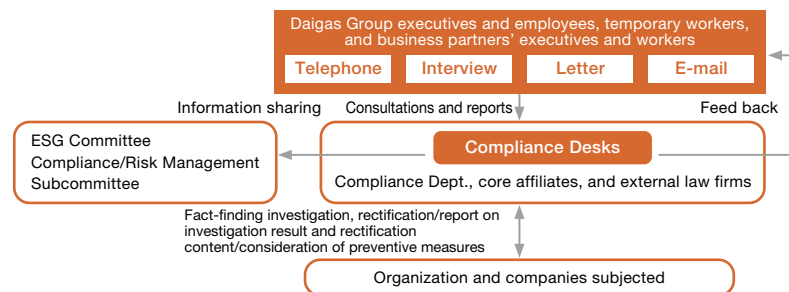 Daigas Group executives and employees, temporary workers,
and business partners' executives and workers
Telephone
Interview
Letter
E-mail
Information sharing
Consultations and reports
Feed back
ESG Committee
Compliance/Risk Management
Subcommittee
Compliance Desks
Compliance Dept., core affiliates, and external law firms
Fact-finding investigation, rectification/report on
investigation result and rectification
content/consideration of preventive measures
Organization and companies subjected